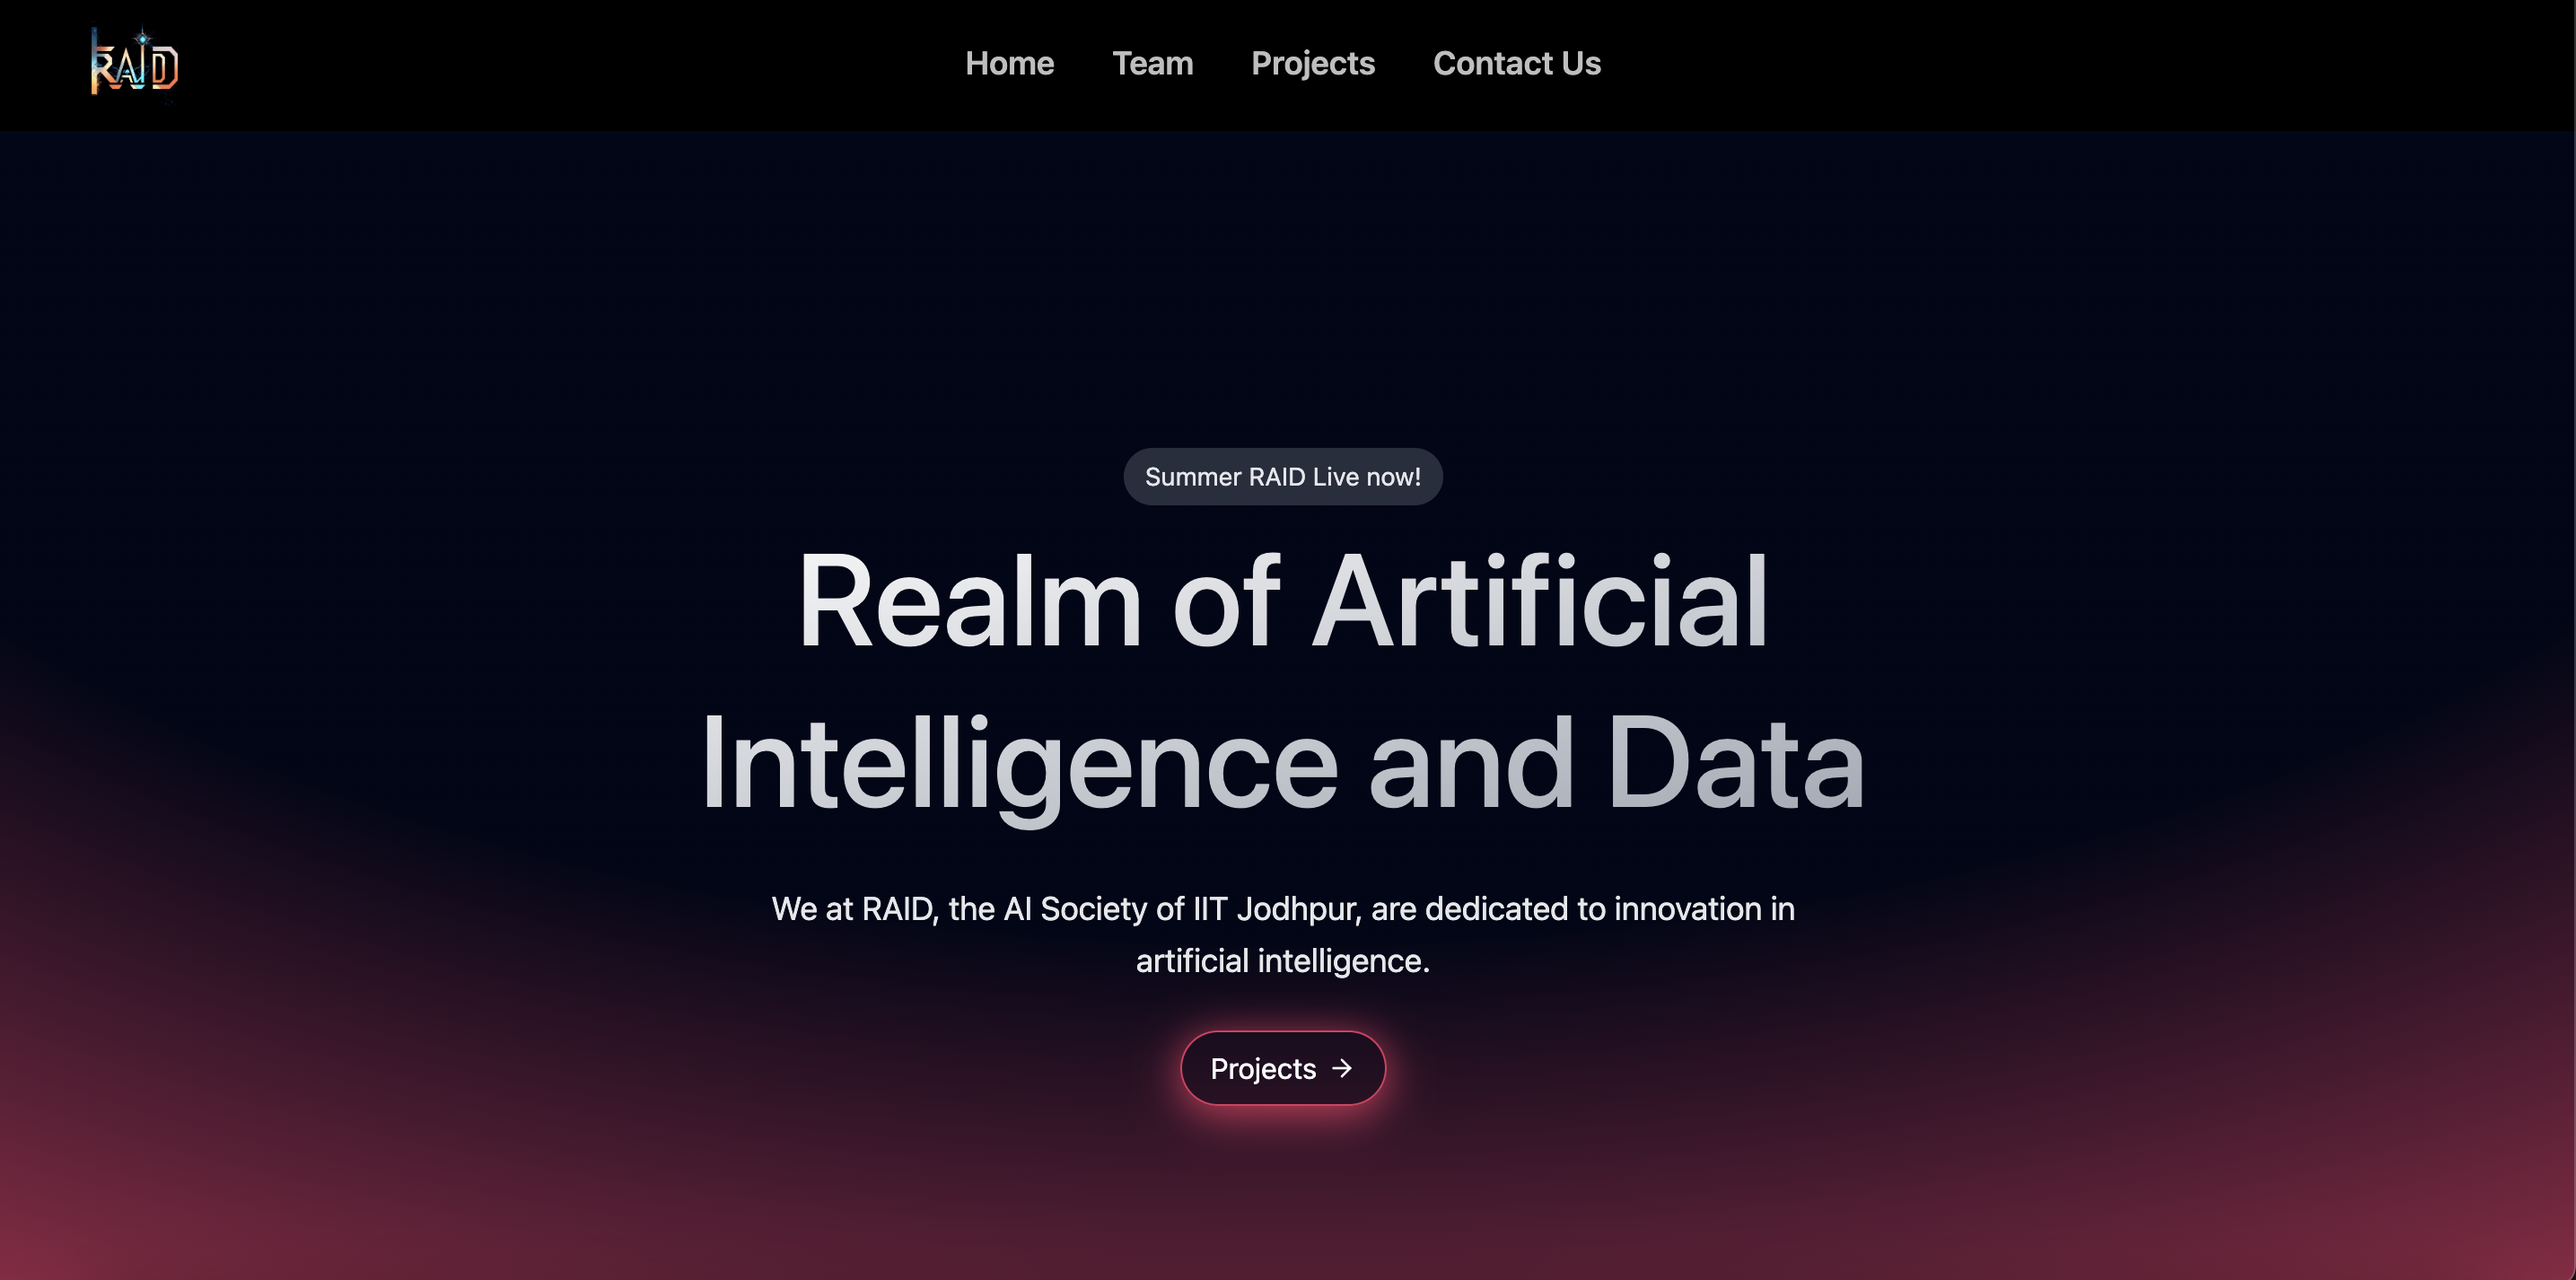 RAID
Home Team Projects Contact Us
Summer RAID Live now!
Realm of Artificial
Intelligence and Data
We at RAID, the AI Society of IIT Jodhpur, are dedicated to innovation in
artificial intelligence.
Projects →